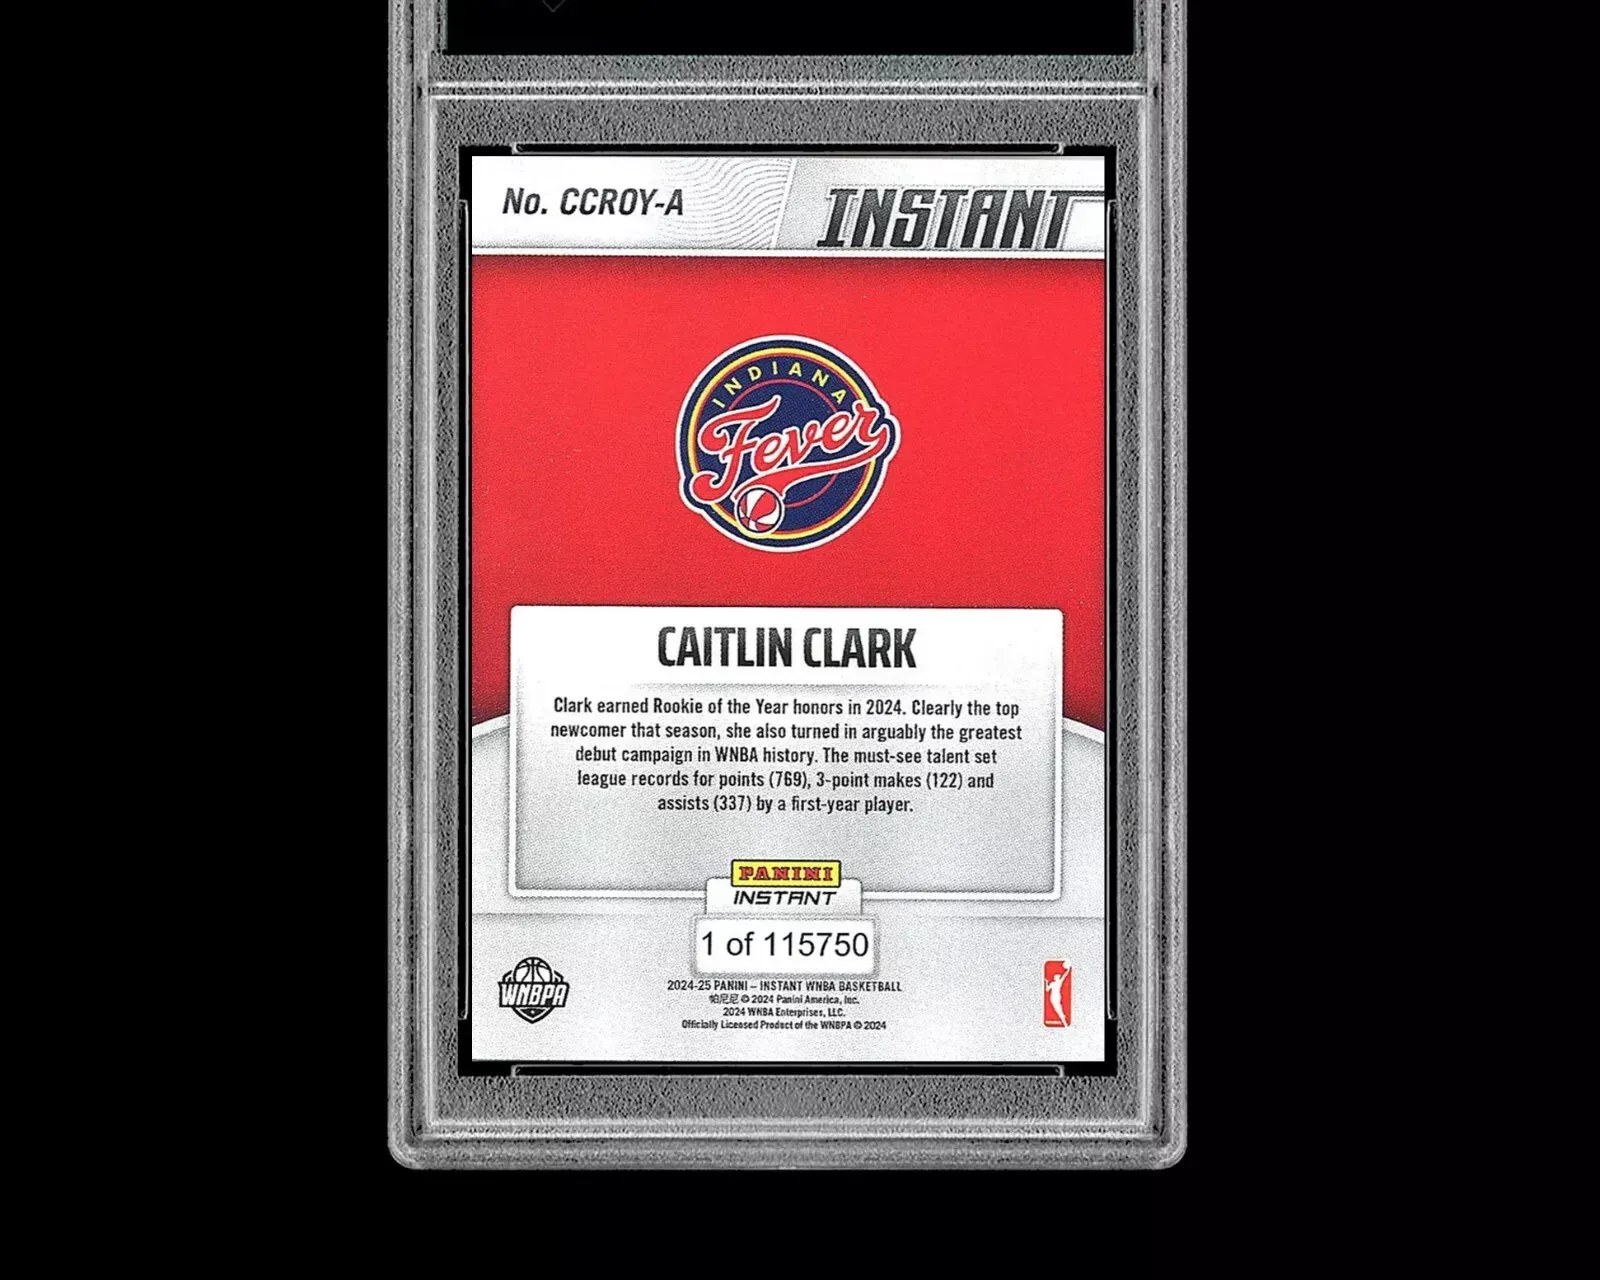 No. CCROY-A
INSTANT
INDIANA
Fever
CAITLIN CLARK
Clark earned Rookie of the Year honors in 2024. Clearly the top
newcomer that season, she also turned in arguably the greatest
debut campaign in WNBA history. The must-see talent set
league records for points (769), 3-point makes (122) and
assists (337) by a first-year player.
PANINI
INSTANT
1 of 115750
WNBPA
2024-25 PANINI – INSTANT WNBA BASKETBALL
帕尼尼 © 2024 Panini America, Inc.
2024 WNBA Enterprises, LLC.
Officially Licensed Product of the WNBPA © 2024